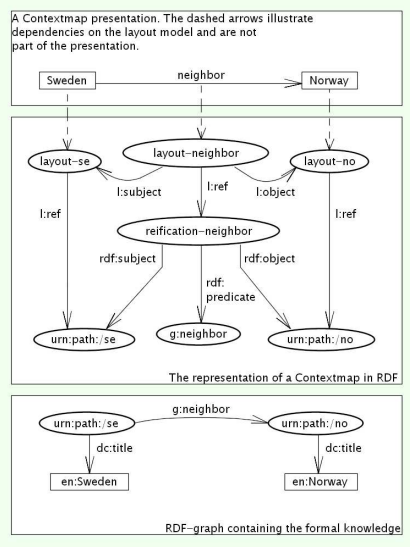 A Contextmap presentation. The dashed arrows illustrate
dependencies on the layout model and are not
part of the presentation.
neighbor
Sweden
Norway
layout-se
layout-neighbor
layout-no
l:subject
l:ref
l:object
l:ref
l:ref
reification-neighbor
rdf:subject
rdf:
predicate
rdf:object
urn:path:/se
g:neighbor
urn:path:/no
The representation of a Contextmap in RDF
g:neighbor
urn:path:/se
urn:path:/no
dc:title
dc:title
en:Sweden
en:Norway
RDF-graph containing the formal knowledge